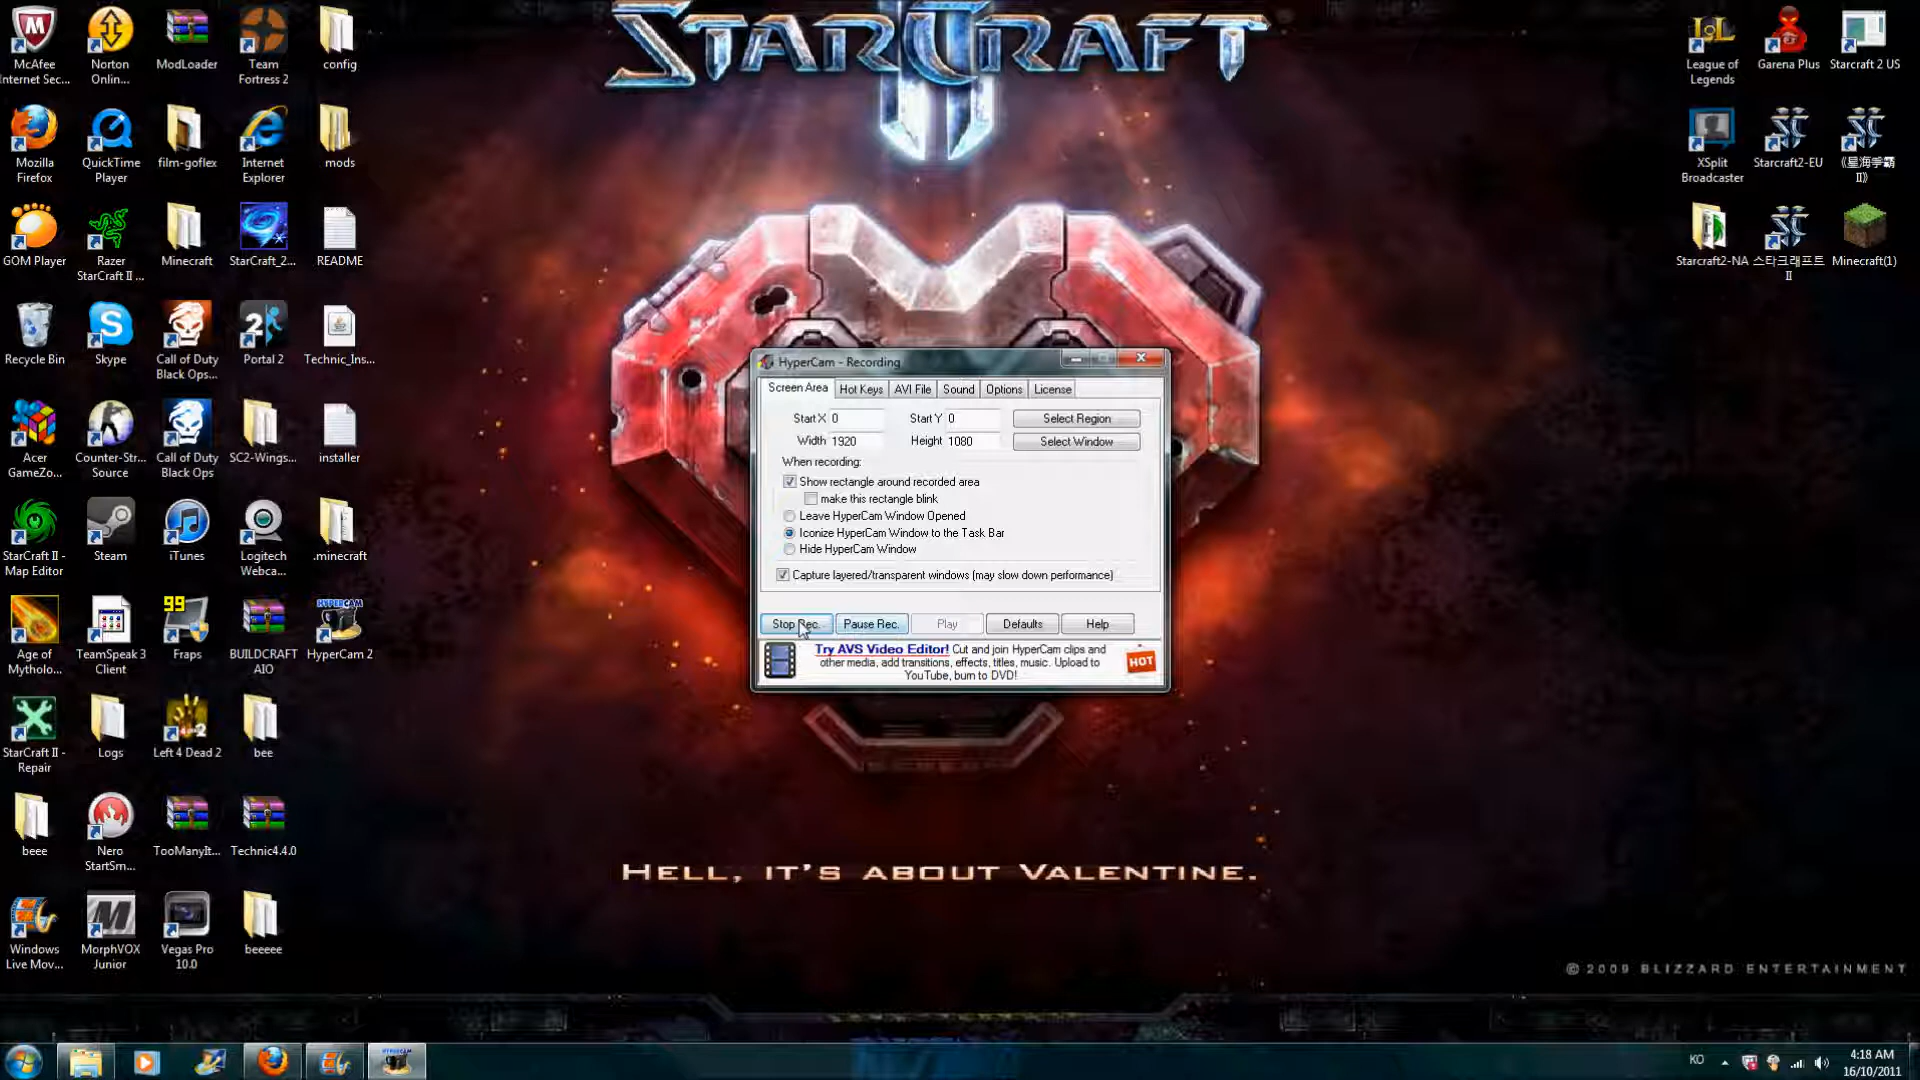 STARCRAFT
II
McAfee
Internet Sec...
Norton
Onlin...
ModLoader
Team
Fortress 2
config
League of
Legends
Garena Plus
Starcraft 2 US
Mozilla
Firefox
QuickTime
Player
film-goflex
Internet
Explorer
mods
XSplit
Broadcaster
Starcraft2-EU
《星海爭霸
II》
GOM Player
Razer
StarCraft II ...
Minecraft
StarCraft_2...
README
Starcraft2-NA
스타크래프트
II
Minecraft(1)
Recycle Bin
Skype
Call of Duty
Black Ops...
Portal 2
Technic_Ins...
Acer
GameZo...
Counter-Str...
Source
Call of Duty
Black Ops
SC2-Wings...
installer
StarCraft II -
Map Editor
Steam
iTunes
Logitech
Webca...
.minecraft
Age of
Mytholo...
TeamSpeak 3
Client
99
Fraps
BUILDCRAFT
AIO
HYPERCAM
HyperCam 2
StarCraft II -
Repair
Logs
Left 4 Dead 2
bee
beee
Nero
StartSm...
TooManyIt...
Technic4.4.0
Windows
Live Mov...
MorphVOX
Junior
Vegas Pro
10.0
beeeee
HyperCam - Recording
Screen Area Hot Keys AVI File Sound Options License
Start X 0 Start Y 0 Select Region
Width 1920 Height 1080 Select Window
When recording:
Show rectangle around recorded area
make this rectangle blink
Leave HyperCam Window Opened
Iconize HyperCam Window to the Task Bar
Hide HyperCam Window
Capture layered/transparent windows (may slow down performance)
Stop Rec. Pause Rec. Play Defaults Help
Try AVS Video Editor! Cut and join HyperCam clips and
other media, add transitions, effects, titles, music. Upload to
YouTube, burn to DVD!
HOT
HELL, IT'S ABOUT VALENTINE.
© 2009 BLIZZARD ENTERTAINMENT
KO
4:18 AM
16/10/2011